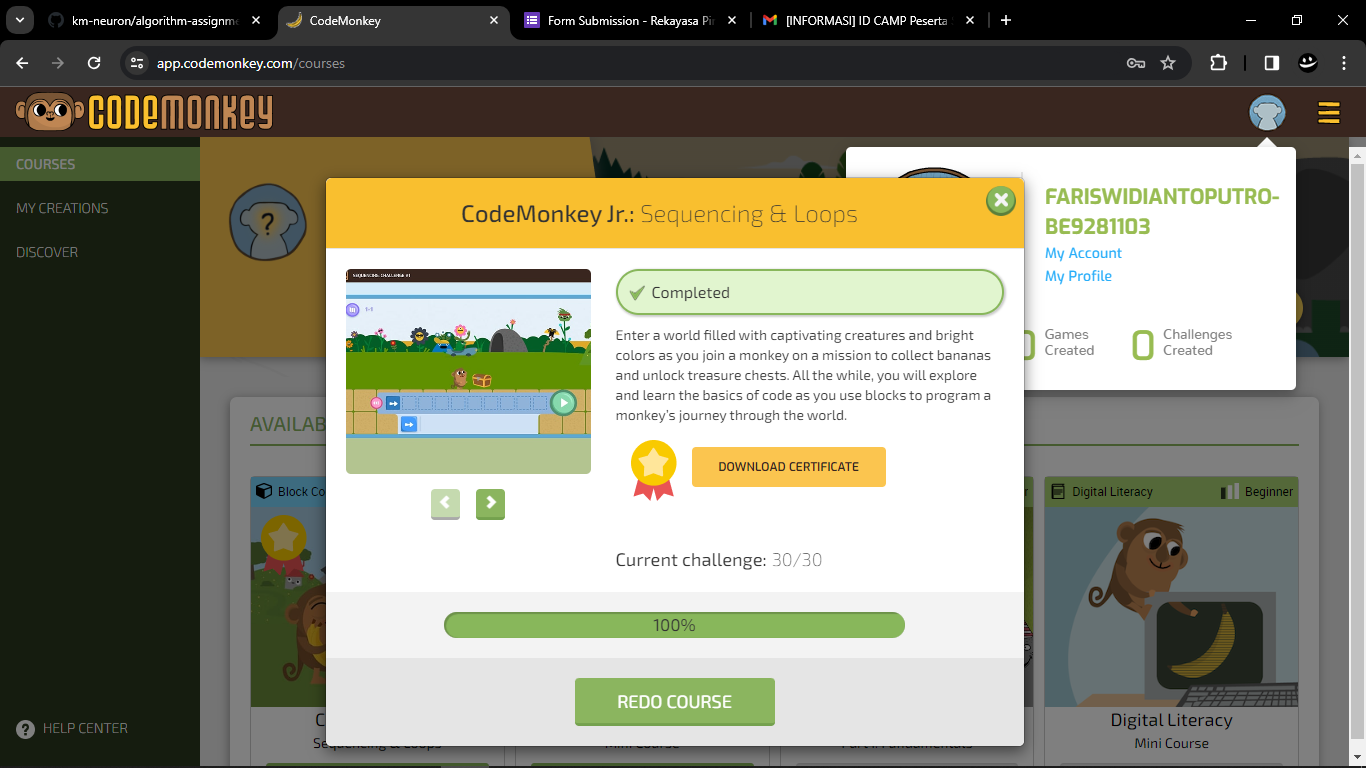 km-neuron/algorithm-assignme
CodeMonkey
Form Submission - Rekayasa Pi
[INFORMASI] ID CAMP Peserta
app.codemonkey.com/courses
CODEMONKEY
COURSES
MY CREATIONS
DISCOVER
HELP CENTER
FARISWIDIANTOPUTRO-
BE9281103
My Account
My Profile
Games
Created
0
Challenges
Created
CodeMonkey Jr.: Sequencing & Loops
SEQUENCING CHALLENGE #1
Completed
Enter a world filled with captivating creatures and bright
colors as you join a monkey on a mission to collect bananas
and unlock treasure chests. All the while, you will explore
and learn the basics of code as you use blocks to program a
monkey's journey through the world.
DOWNLOAD CERTIFICATE
Current challenge: 30/30
100%
REDO COURSE
AVAILAB
Block Co
Digital Literacy
Beginner
Sequencing & Loops
Mini Course
Part I: Fundamentals
Digital Literacy
Mini Course